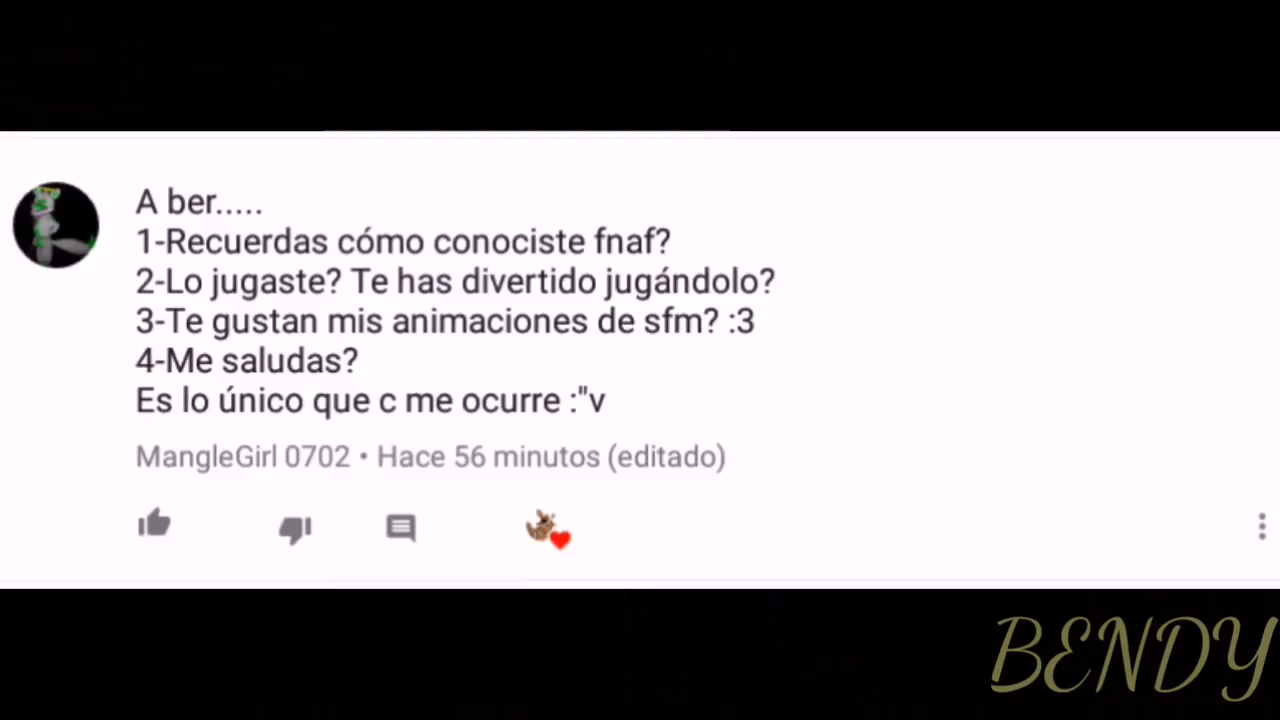 A ber.....
1-Recuerdas cómo conociste fnaf?
2-Lo jugaste? Te has divertido jugándolo?
3-Te gustan mis animaciones de sfm? :3
4-Me saludas?
Es lo único que c me ocurre :"v
MangleGirl 0702 • Hace 56 minutos (editado)
BENDY